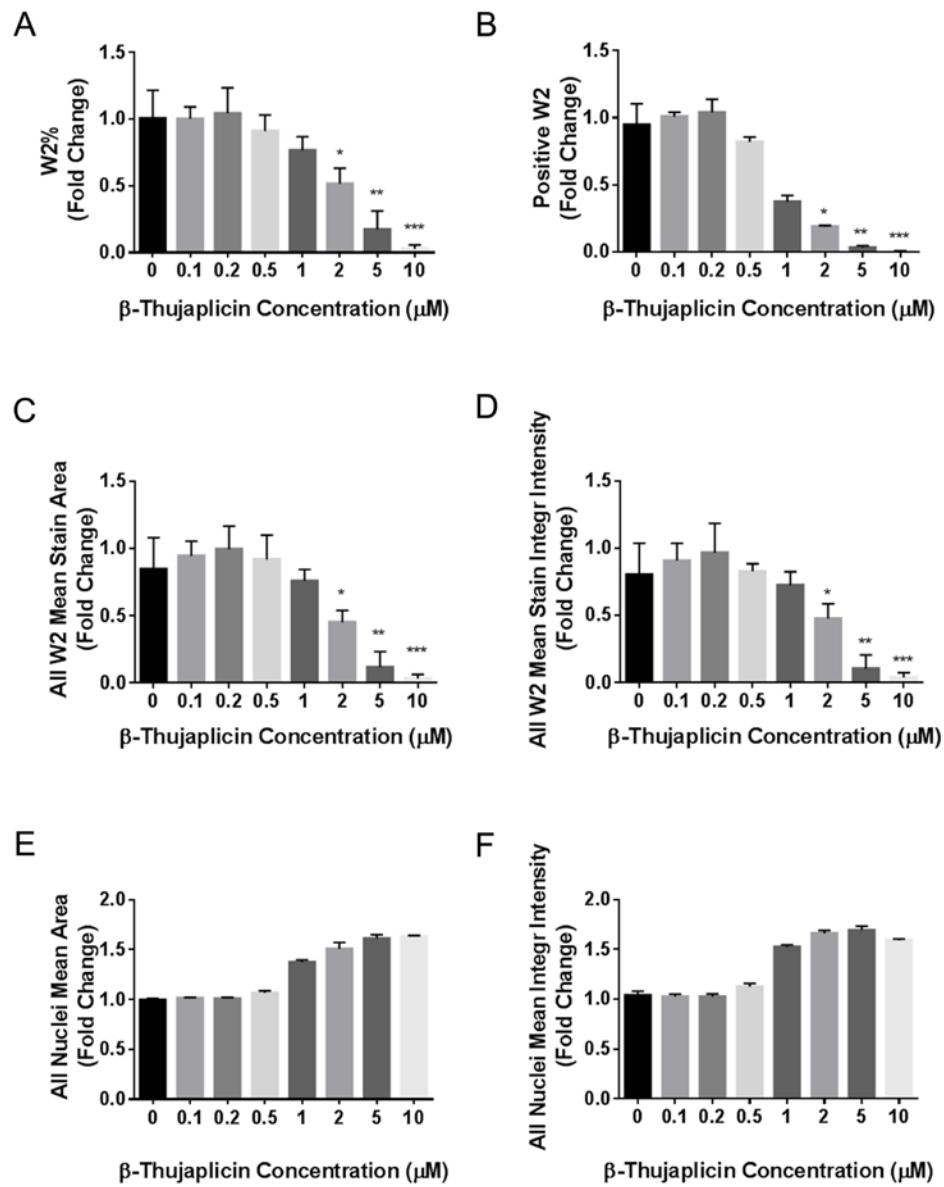 A
W2%
(Fold Change)
1.5
1.0
0.5
0.0
*
**
***
0 0.1 0.2 0.5 1 2 5 10
β-Thujaplicin Concentration (μM)
B
Positive W2
(Fold Change)
1.5
1.0
0.5
0.0
*
**
***
0 0.1 0.2 0.5 1 2 5 10
β-Thujaplicin Concentration (μM)
C
All W2 Mean Stain Area
(Fold Change)
1.5
1.0
0.5
0.0
*
**
***
0 0.1 0.2 0.5 1 2 5 10
β-Thujaplicin Concentration (μM)
D
All W2 Mean Stain Integr Intensity
(Fold Change)
1.5
1.0
0.5
0.0
*
**
***
0 0.1 0.2 0.5 1 2 5 10
β-Thujaplicin Concentration (μM)
E
All Nuclei Mean Area
(Fold Change)
2.0
1.5
1.0
0.5
0.0
0 0.1 0.2 0.5 1 2 5 10
β-Thujaplicin Concentration (μM)
F
All Nuclei Mean Integr Intensity
(Fold Change)
2.0
1.5
1.0
0.5
0.0
0 0.1 0.2 0.5 1 2 5 10
β-Thujaplicin Concentration (μM)